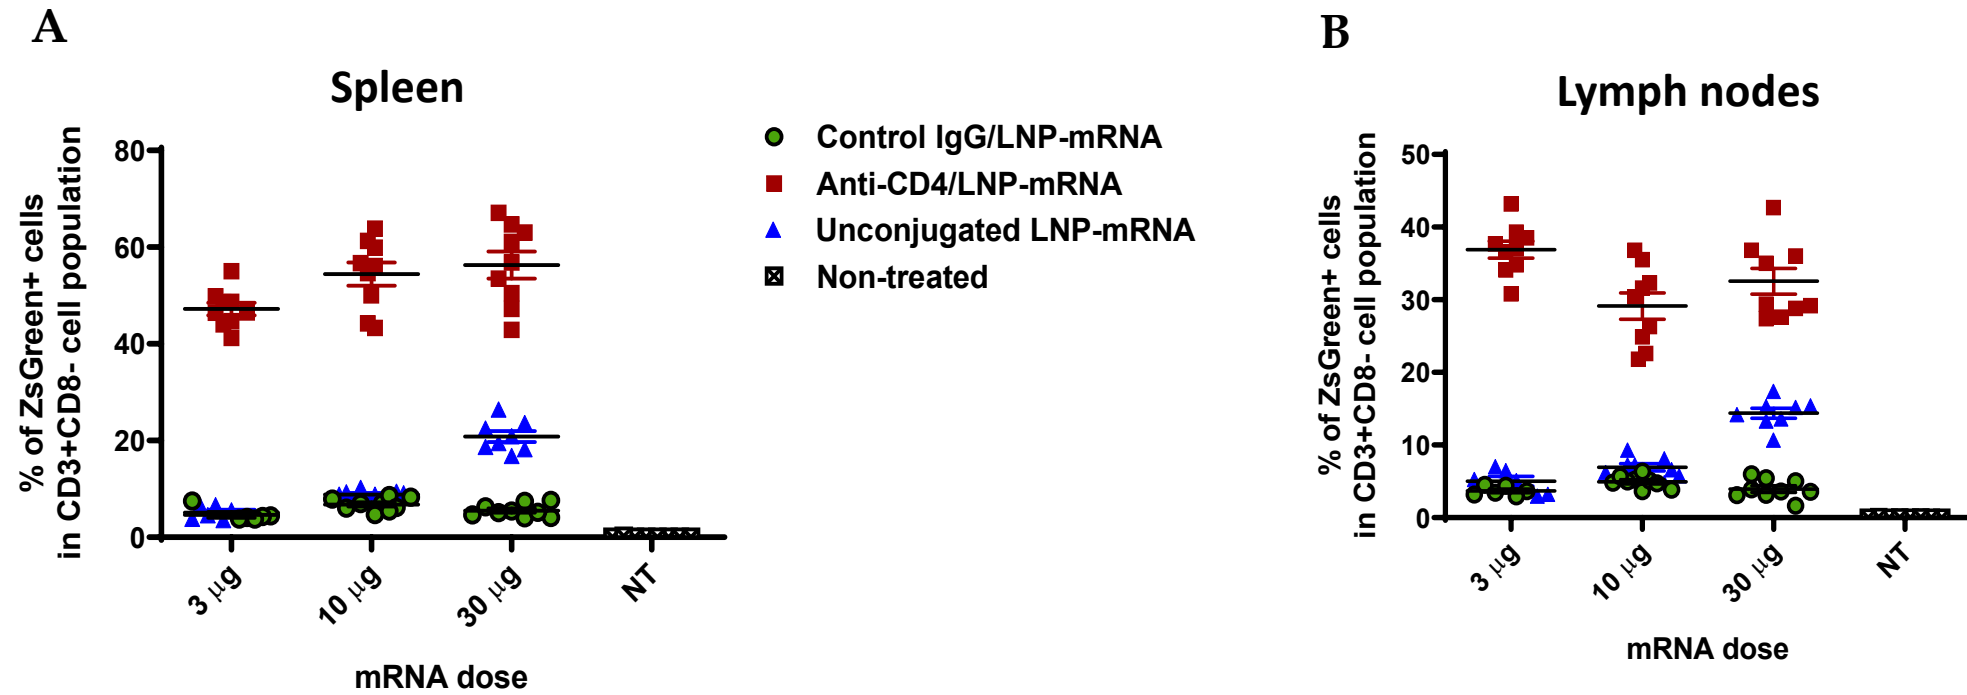 A
Spleen
% of ZsGreen+ cells
in CD3+CD8- cell population
80
60
40
20
0
3 µg
10 µg
30 µg
NT
mRNA dose
Control IgG/LNP-mRNA
Anti-CD4/LNP-mRNA
Unconjugated LNP-mRNA
Non-treated
B
Lymph nodes
% of ZsGreen+ cells
in CD3+CD8- cell population
50
40
30
20
10
0
3 µg
10 µg
30 µg
NT
mRNA dose